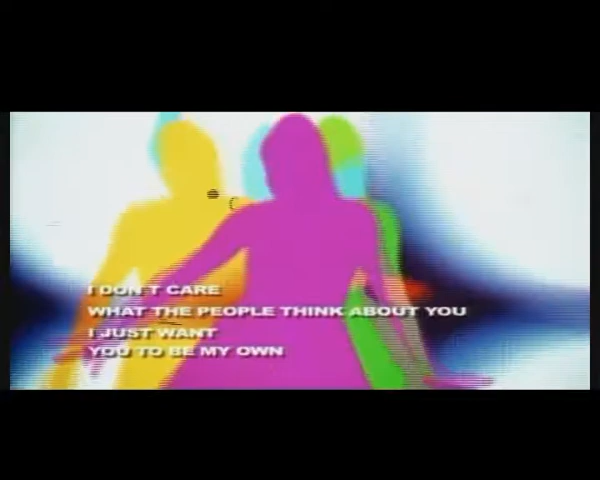 I DON'T CARE
WHAT THE PEOPLE THINK ABOUT YOU
I JUST WANT
YOU TO BE MY OWN